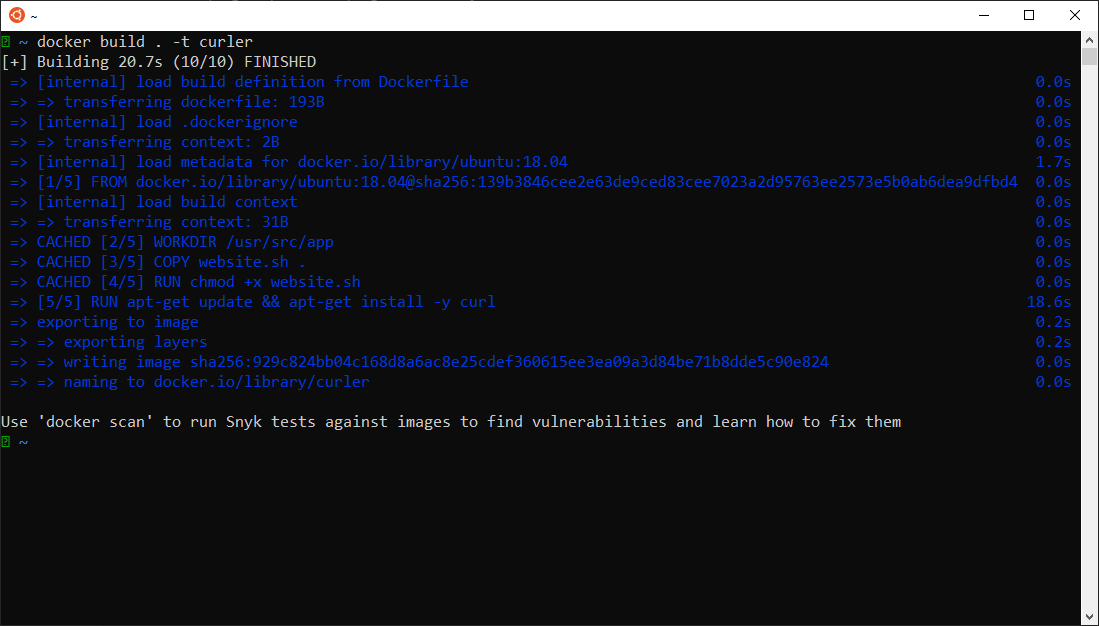 ~
~ docker build . -t curler
[+] Building 20.7s (10/10) FINISHED
=> [internal] load build definition from Dockerfile 0.0s
=> => transferring dockerfile: 193B 0.0s
=> [internal] load .dockerignore 0.0s
=> => transferring context: 2B 0.0s
=> [internal] load metadata for docker.io/library/ubuntu:18.04 1.7s
=> [1/5] FROM docker.io/library/ubuntu:18.04@sha256:139b3846cee2e63de9ced83cee7023a2d95763ee2573e5b0ab6dea9dfbd4 0.0s
=> [internal] load build context 0.0s
=> => transferring context: 31B 0.0s
=> CACHED [2/5] WORKDIR /usr/src/app 0.0s
=> CACHED [3/5] COPY website.sh . 0.0s
=> CACHED [4/5] RUN chmod +x website.sh 0.0s
=> [5/5] RUN apt-get update && apt-get install -y curl 18.6s
=> exporting to image 0.2s
=> => exporting layers 0.2s
=> => writing image sha256:929c824bb04c168d8a6ac8e25cdef360615ee3ea09a3d84be71b8dde5c90e824 0.0s
=> => naming to docker.io/library/curler 0.0s
Use 'docker scan' to run Snyk tests against images to find vulnerabilities and learn how to fix them
~